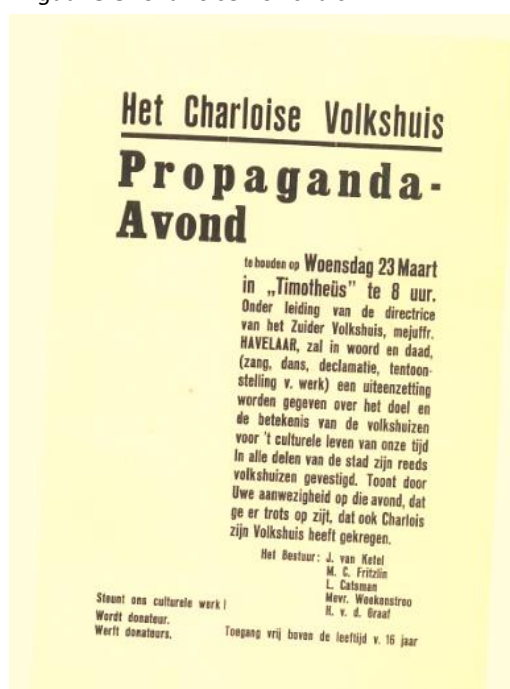 Het Charloise Volkshuis
Propaganda-
Avond
te houden op Woensdag 23 Maart
in „Timotheüs” te 8 uur.
Onder leiding van de directrice
van het Zuider Volkshuis, mejuffr.
HAVELAAR, zal in woord en daad,
(zang, dans, declamatie, tentoon-
stelling v. werk) een uiteenzetting
worden gegeven over het doel en
de betekenis van de volkshuizen
voor 't culturele leven van onze tijd
In alle delen van de stad zijn reeds
volkshuizen gevestigd. Toont door
Uwe aanwezigheid op die avond, dat
ge er trots op zijt, dat ook Charlois
zijn Volkshuis heeft gekregen.
Het Bestuur: J. van Ketel
M. C. Fritzlin
L. Catsman
Mevr. Weekenstroo
H. v. d. Graaf
Steunt ons culturele werk!
Wordt donateur.
Werft donateurs.
Toegang vrij boven de leeftijd v. 16 jaar